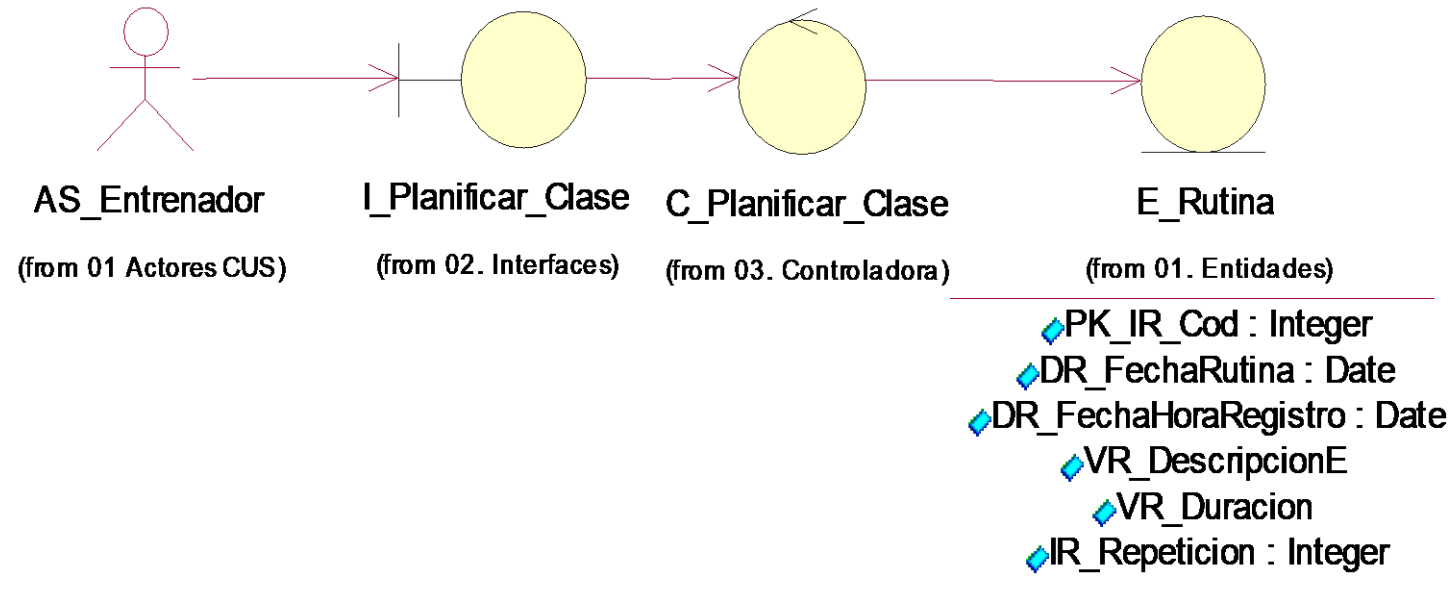 AS_Entrenador
(from 01 Actores CUS)
I_Planificar_Clase
(from 02. Interfaces)
C_Planificar_Clase
(from 03. Controladora)
E_Rutina
(from 01. Entidades)
PK_IR_Cod : Integer
DR_FechaRutina : Date
DR_FechaHoraRegistro : Date
VR_DescripcionE
VR_Duracion
IR_Repeticion : Integer